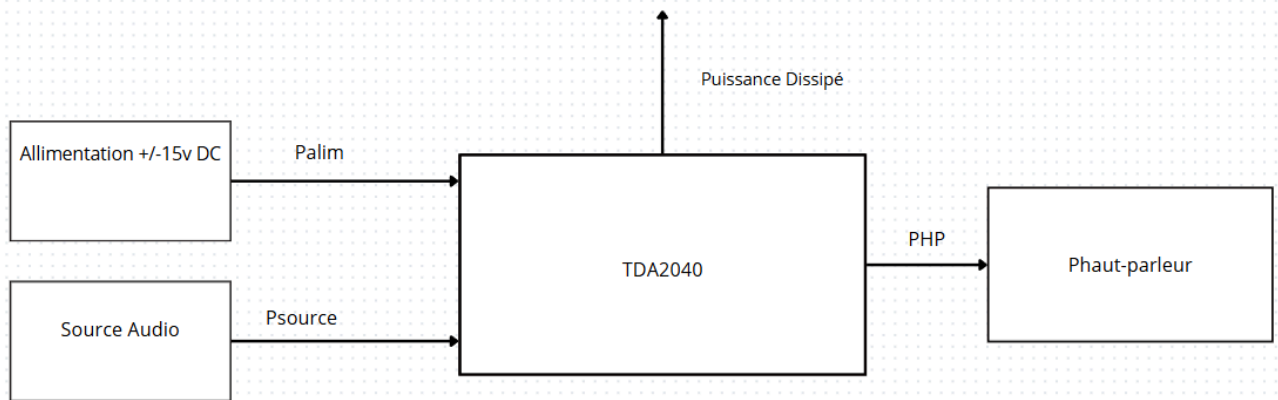 Puissance Dissipé
Allimentation +/-15v DC
Palim
PHP
TDA2040
Phaut-parleur
Psource
Source Audio